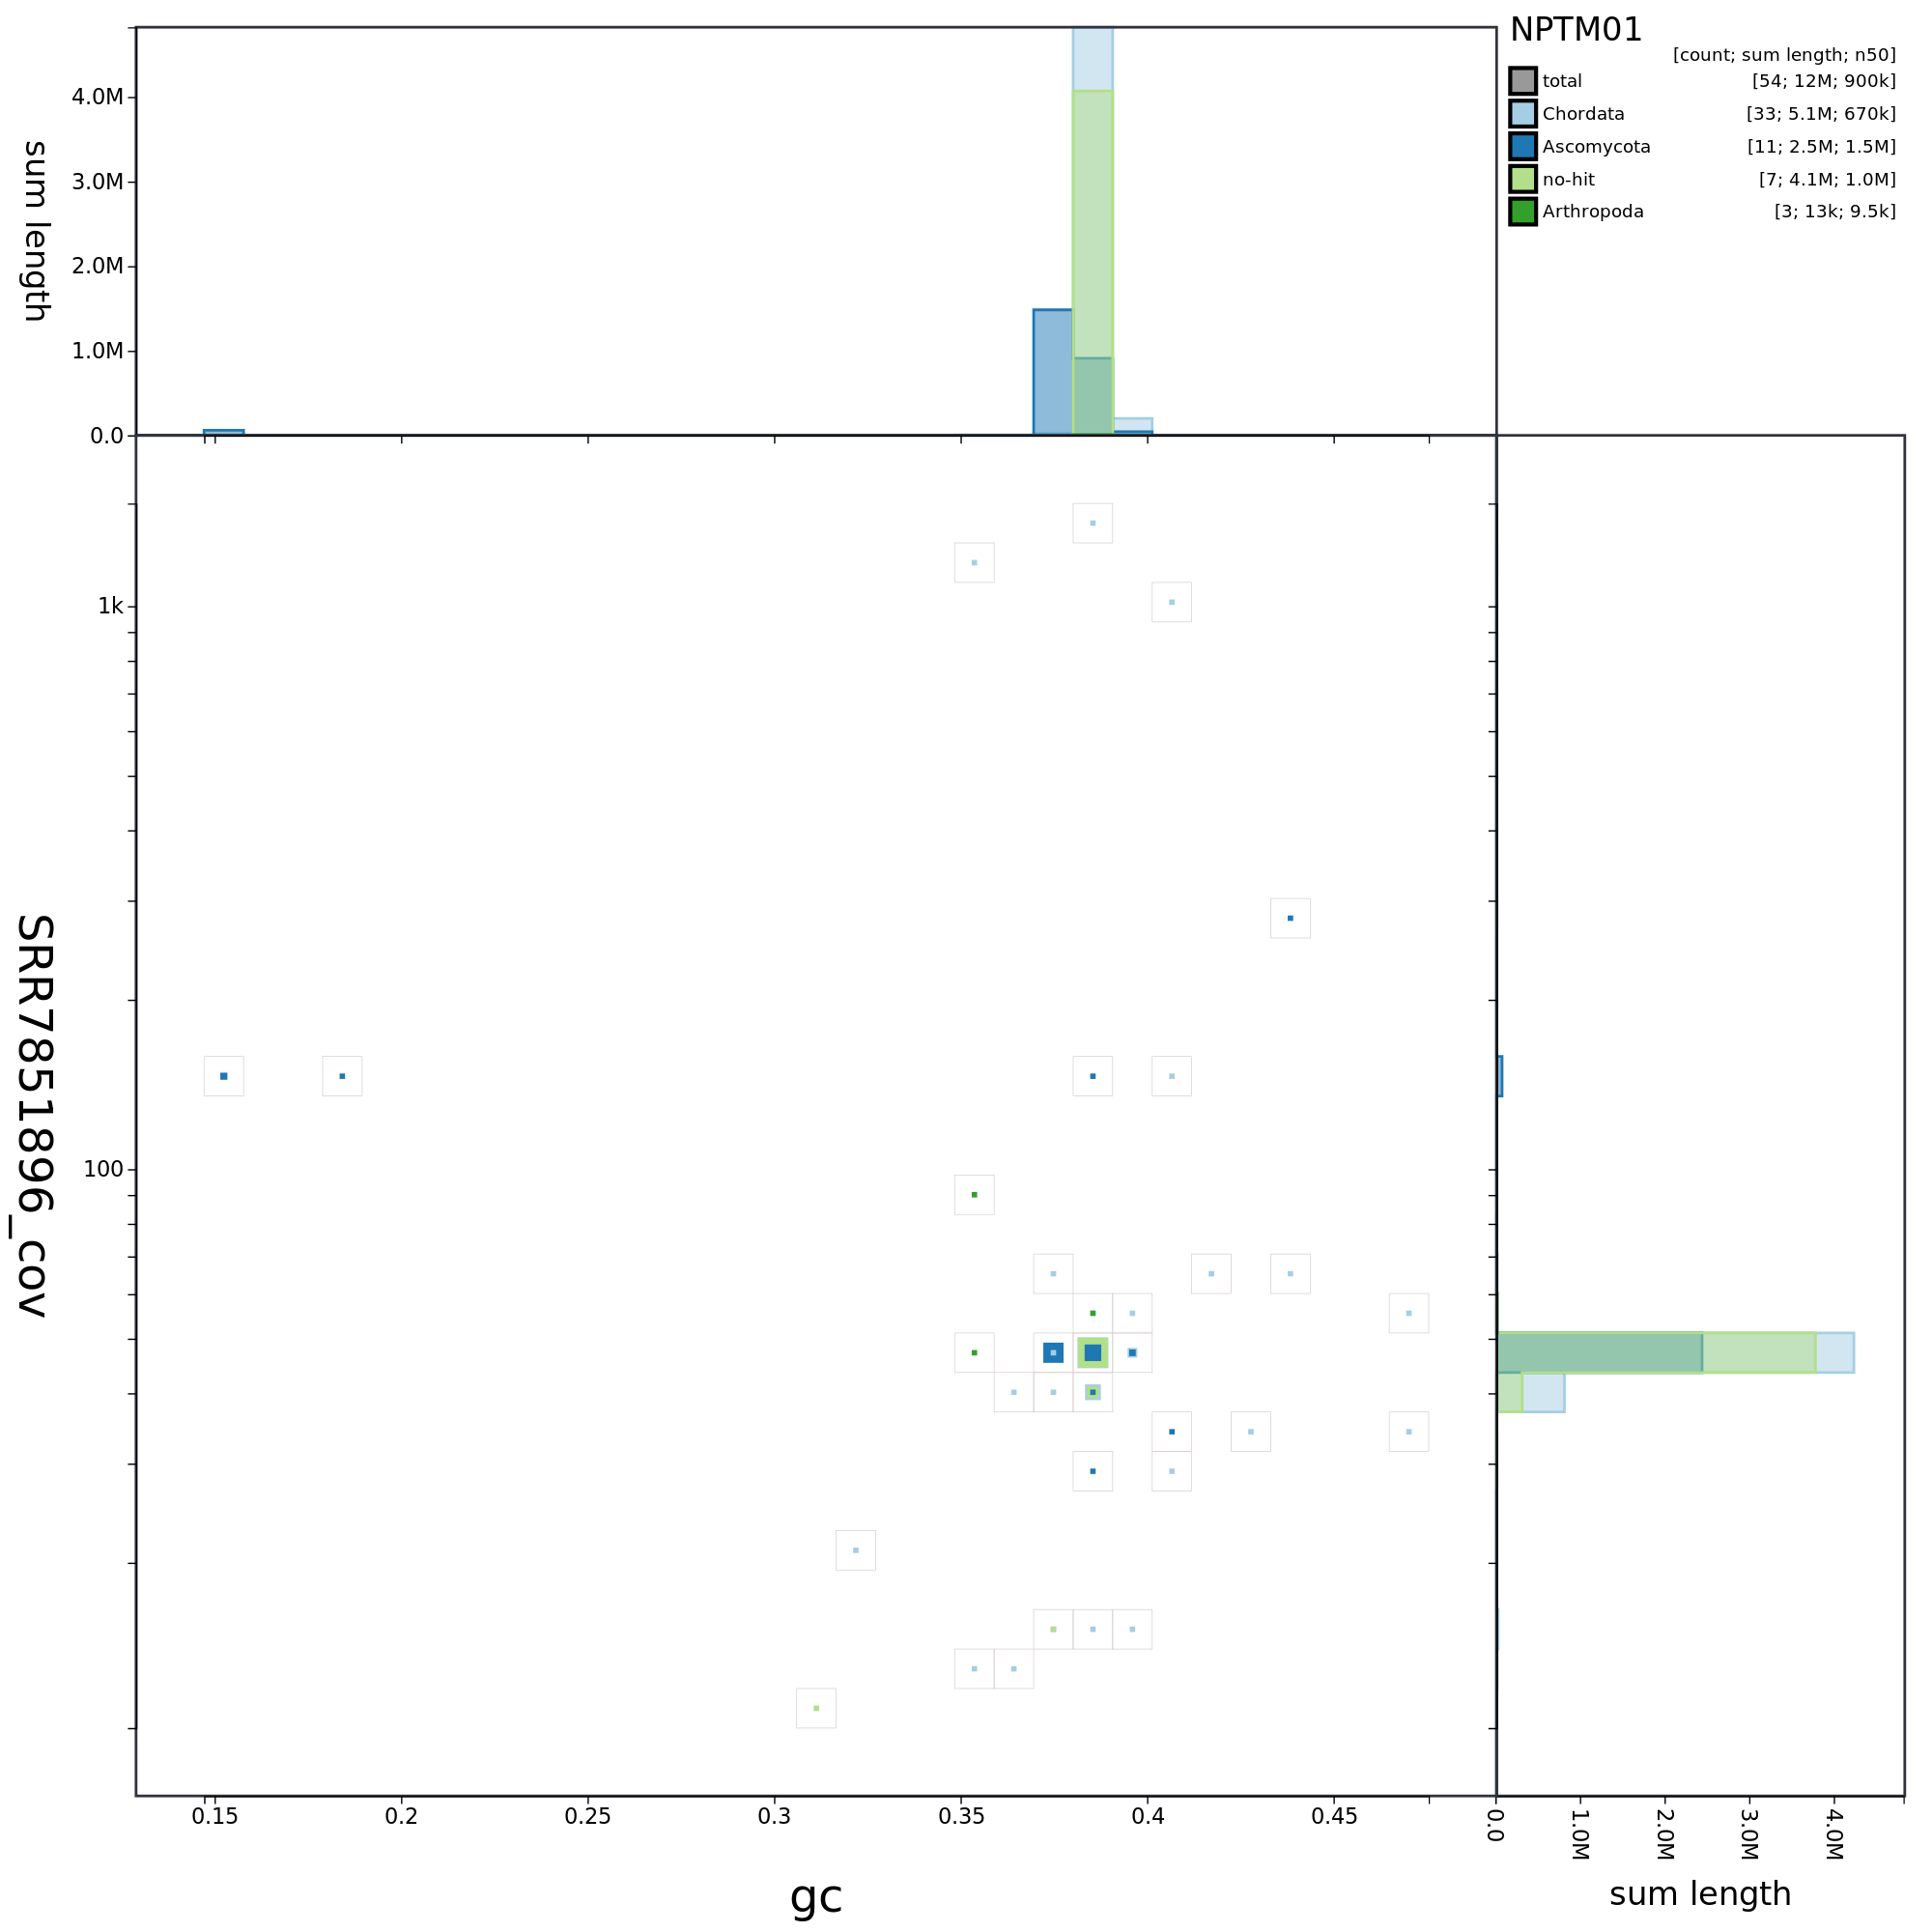 NPTM01
[count; sum length; n50]
total [54; 12M; 900k]
Chordata [33; 5.1M; 670k]
Ascomycota [11; 2.5M; 1.5M]
no-hit [7; 4.1M; 1.0M]
Arthropoda [3; 13k; 9.5k]
sum length
4.0M
3.0M
2.0M
1.0M
0.0
SRR7851896_cov
1k
100
0.15 0.2 0.25 0.3 0.35 0.4 0.45
gc
0.0 1.0M 2.0M 3.0M 4.0M
sum length